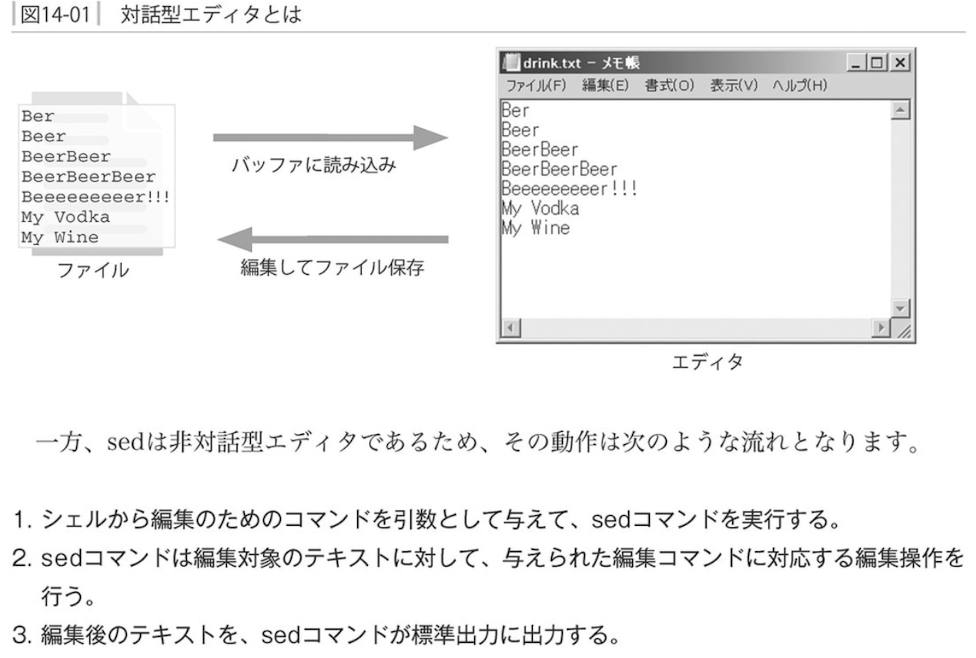 図14-01 対話型エディタとは
Ber
Beer
BeerBeer
BeerBeerBeer
Beeeeeeeeer!!!
My Vodka
My Wine
ファイル
バッファに読み込み
編集してファイル保存
drink.txt - メモ帳
ファイル(F) 編集(E) 書式(O) 表示(V) ヘルプ(H)
Ber
Beer
BeerBeer
BeerBeerBeer
Beeeeeeeeer!!!
My Vodka
My Wine
エディタ
一方、sedは非対話型エディタであるため、その動作は次のような流れとなります。
1. シェルから編集のためのコマンドを引数として与えて、sedコマンドを実行する。
2. sedコマンドは編集対象のテキストに対して、与えられた編集コマンドに対応する編集操作を
行う。
3. 編集後のテキストを、sedコマンドが標準出力に出力する。